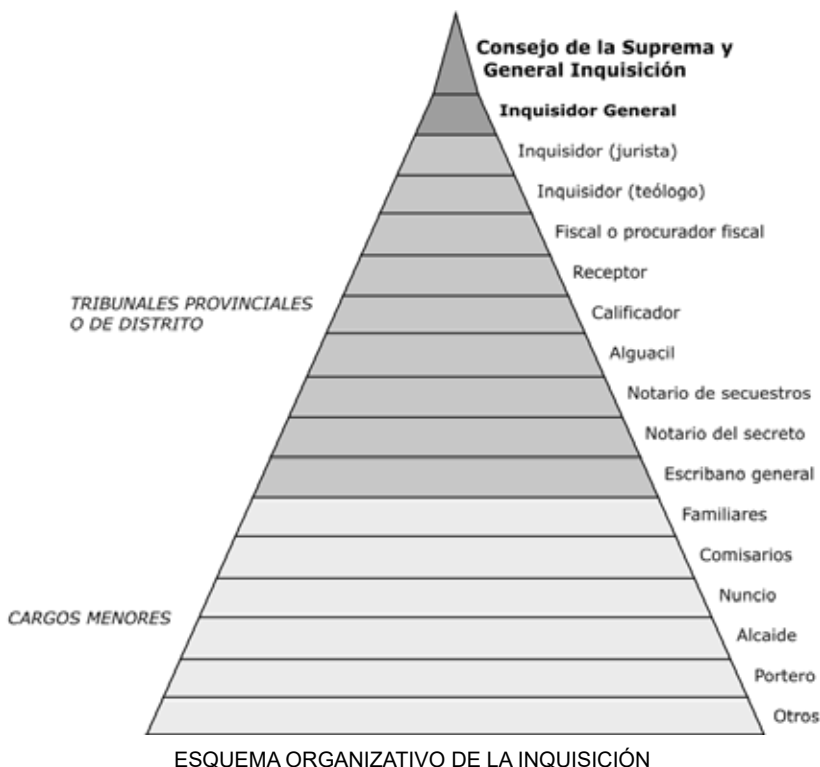 Consejo de la Suprema y
General Inquisición
Inquisidor General
Inquisidor (jurista)
Inquisidor (teólogo)
Fiscal o procurador fiscal
Receptor
TRIBUNALES PROVINCIALES
O DE DISTRITO
Calificador
Alguacil
Notario de secuestros
Notario del secreto
Escribano general
Familiares
Comisarios
Nuncio
CARGOS MENORES
Alcaide
Portero
Otros
ESQUEMA ORGANIZATIVO DE LA INQUISICIÓN